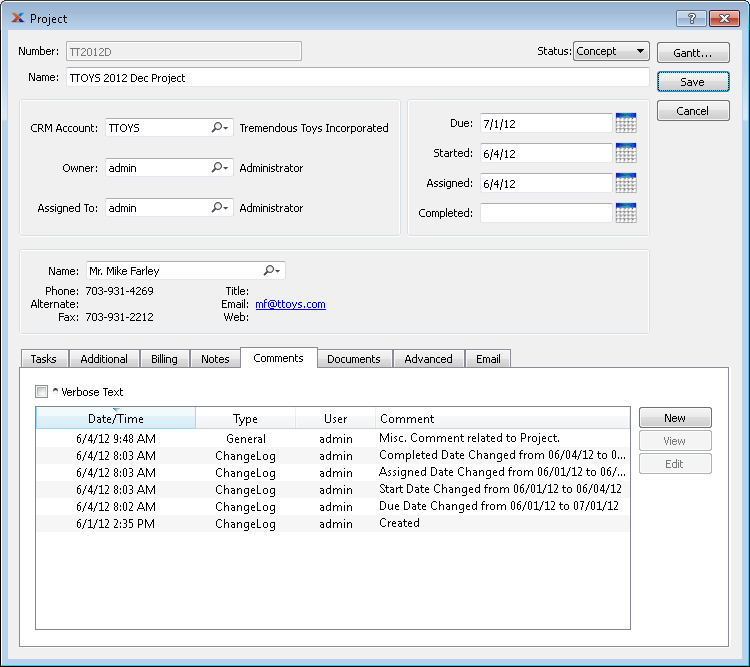 Project
Number: TT2012D Status: Concept Gantt...
Name: TTOYS 2012 Dec Project Save
Cancel
CRM Account: TTOYS Tremendous Toys Incorporated
Owner: admin Administrator
Assigned To: admin Administrator
Due: 7/1/12
Started: 6/4/12
Assigned: 6/4/12
Completed:
Name: Mr. Mike Farley
Phone: 703-931-4269 Title:
Alternate: Email: mf@ttoys.com
Fax: 703-931-2212 Web:
Tasks Additional Billing Notes Comments Documents Advanced Email
^ Verbose Text
Date/Time Type User Comment New
6/4/12 9:48 AM General admin Misc. Comment related to Project. View
6/4/12 8:03 AM ChangeLog admin Completed Date Changed from 06/04/12 to 0... Edit
6/4/12 8:03 AM ChangeLog admin Assigned Date Changed from 06/01/12 to 06/...
6/4/12 8:03 AM ChangeLog admin Start Date Changed from 06/01/12 to 06/04/12
6/4/12 8:02 AM ChangeLog admin Due Date Changed from 06/01/12 to 07/01/12
6/1/12 2:35 PM ChangeLog admin Created